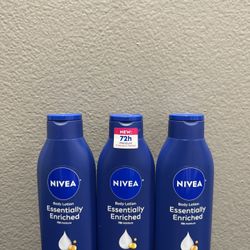 NEW:
72h
NIVEA
Body Lotion
Essentially
Enriched
NIVEA
Body Lotion
Essentially
Enriched
NIVEA
Body Lotion
Essentially
Enriched